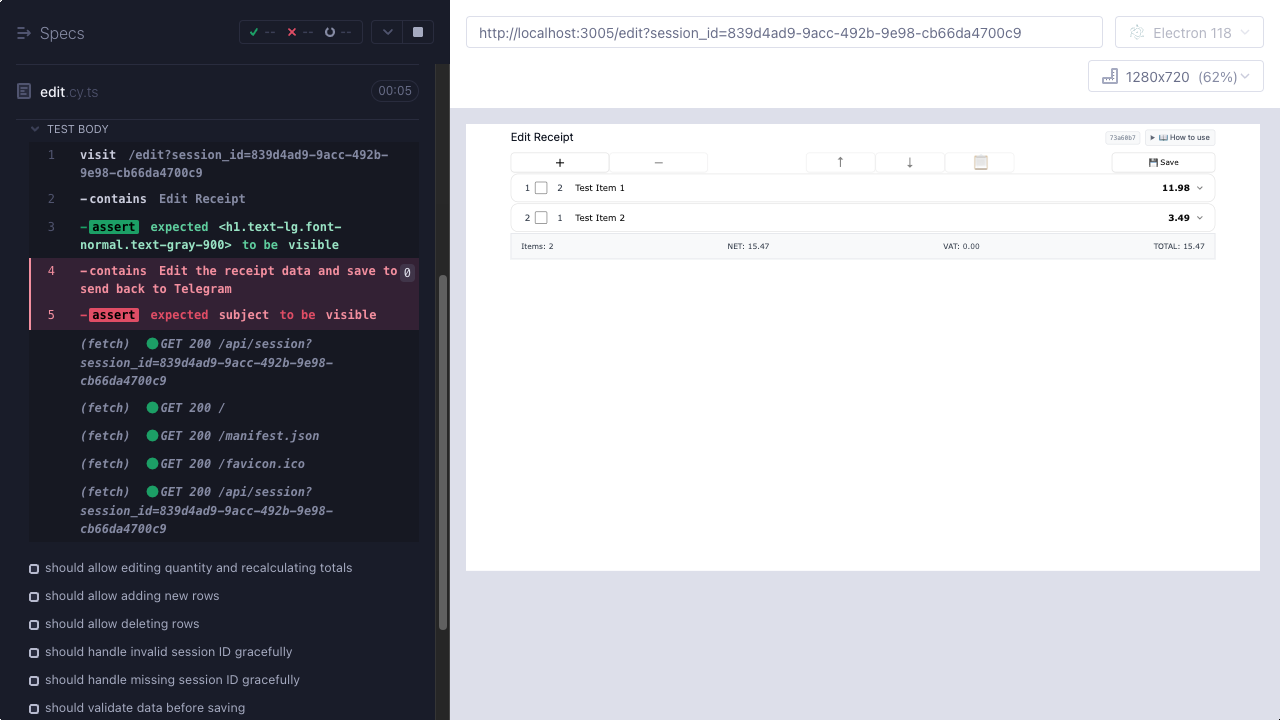 Specs
-- -- --
edit.cy.ts
00:05
TEST BODY
1 visit /edit?session_id=839d4ad9-9acc-492b-
9e98-cb66da4700c9
2 -contains Edit Receipt
3 -assert expected <h1.text-lg.font-
normal.text-gray-900> to be visible
4 -contains Edit the receipt data and save to 0
send back to Telegram
5 -assert expected subject to be visible
(fetch) GET 200 /api/session?
session_id=839d4ad9-9acc-492b-9e98-
cb66da4700c9
(fetch) GET 200 /
(fetch) GET 200 /manifest.json
(fetch) GET 200 /favicon.ico
(fetch) GET 200 /api/session?
session_id=839d4ad9-9acc-492b-9e98-
cb66da4700c9
should allow editing quantity and recalculating totals
should allow adding new rows
should allow deleting rows
should handle invalid session ID gracefully
should handle missing session ID gracefully
should validate data before saving
http://localhost:3005/edit?session_id=839d4ad9-9acc-492b-9e98-cb66da4700c9
Electron 118
1280x720 (62%)
Edit Receipt
73a60b7
How to use
+ − ↑ ↓
Save
1 2 Test Item 1 11.98
2 1 Test Item 2 3.49
Items: 2 NET: 15.47 VAT: 0.00 TOTAL: 15.47